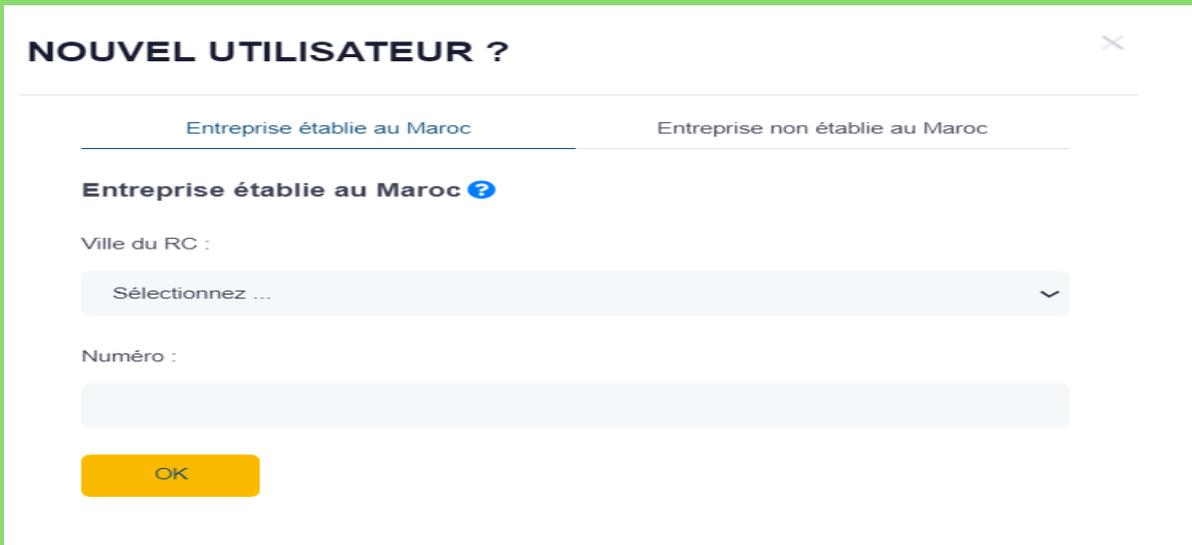 NOUVEL UTILISATEUR ?
Entreprise établie au Maroc
Entreprise non établie au Maroc
Entreprise établie au Maroc ?
Ville du RC :
Sélectionnez ...
Numéro :
OK